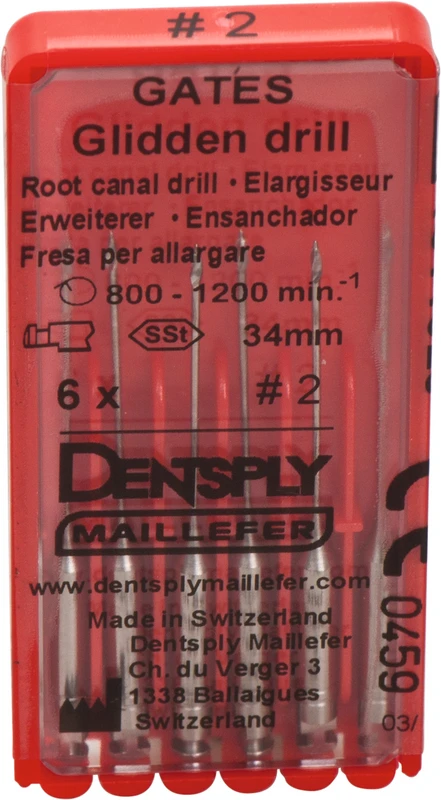 # 2
GATES
Glidden drill
Root canal drill • Elargisseur
Erweiterer • Ensanchador
Fresa per allargare
800 - 1200 min.-1
SSt 34mm
6 x # 2
DENTSPLY
MAILLEFER
www.dentsplymaillefer.com
Made in Switzerland
Dentsply Maillefer
Ch. du Verger 3
1338 Ballaigues
Switzerland
CE 0459
03/